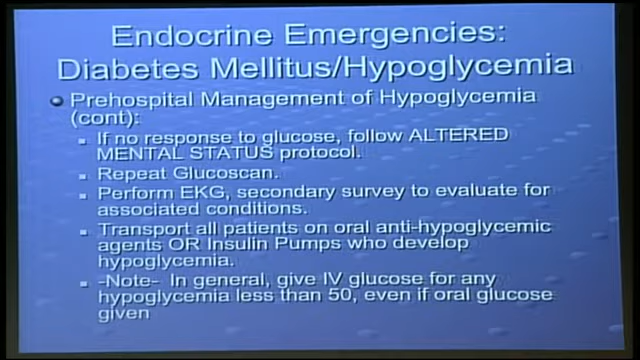 Endocrine Emergencies:
Diabetes Mellitus/Hypoglycemia
Prehospital Management of Hypoglycemia
(cont):
If no response to glucose, follow ALTERED
MENTAL STATUS protocol.
Repeat Glucoscan.
Perform EKG, secondary survey to evaluate for
associated conditions.
Transport all patients on oral anti-hypoglycemic
agents OR Insulin Pumps who develop
hypoglycemia.
-Note- In general, give IV glucose for any
hypoglycemia less than 50, even if oral glucose
given